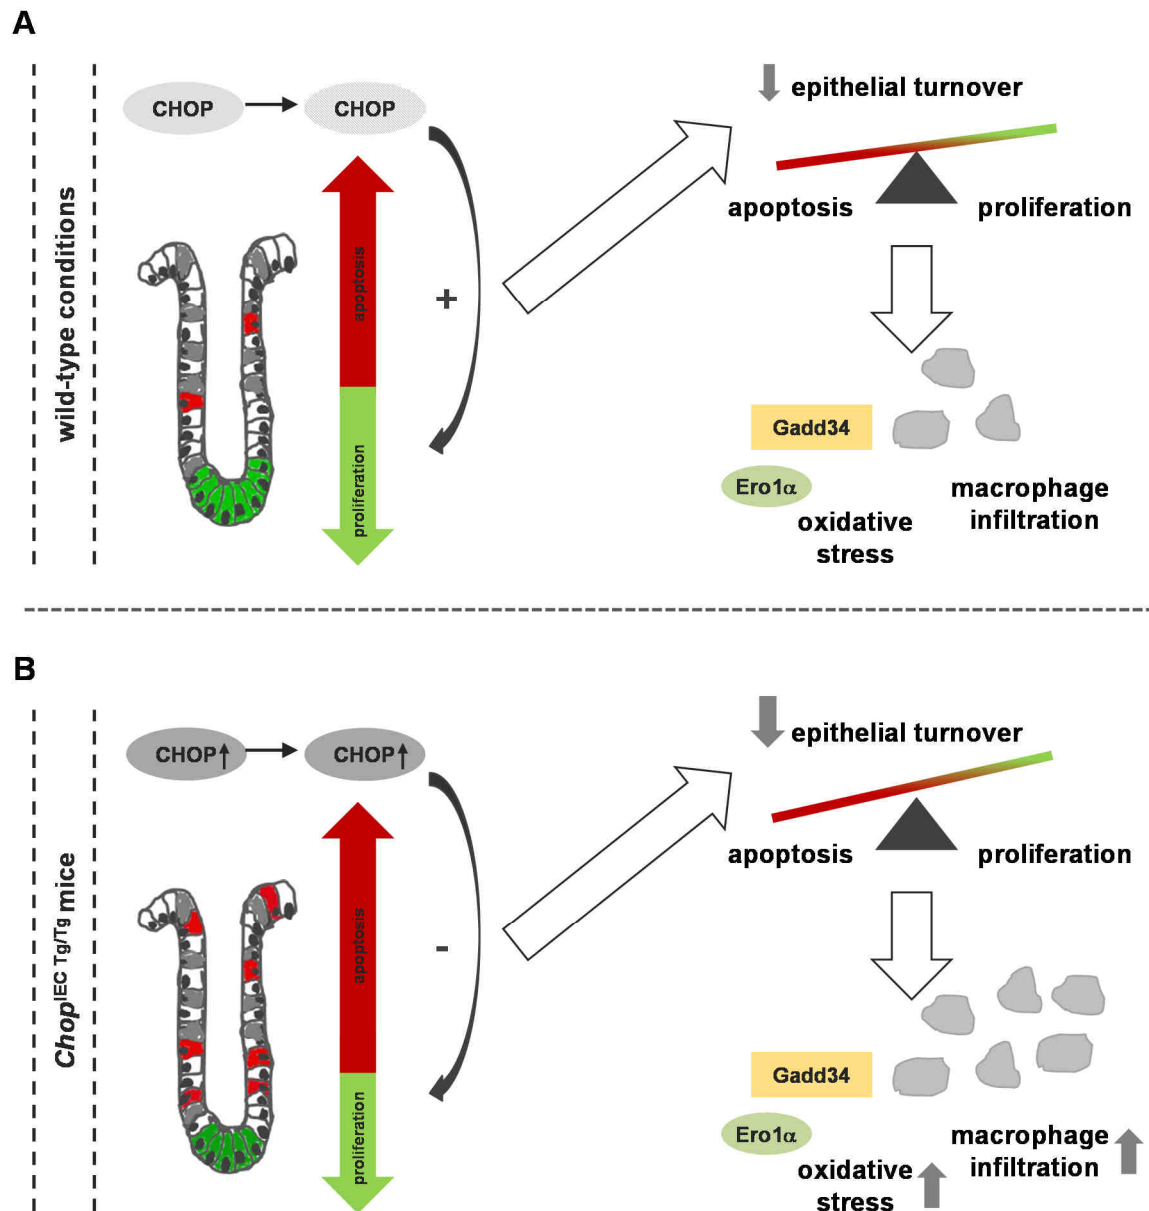 A
wild-type conditions
CHOP
CHOP
apoptosis
proliferation
+
epithelial turnover
apoptosis
proliferation
Gadd34
Ero1α
oxidative
stress
macrophage
infiltration
B
Chop^IEC Tg/Tg mice
CHOP↑
CHOP↑
apoptosis
proliferation
-
epithelial turnover
apoptosis
proliferation
Gadd34
Ero1α
oxidative
stress
macrophage
infiltration